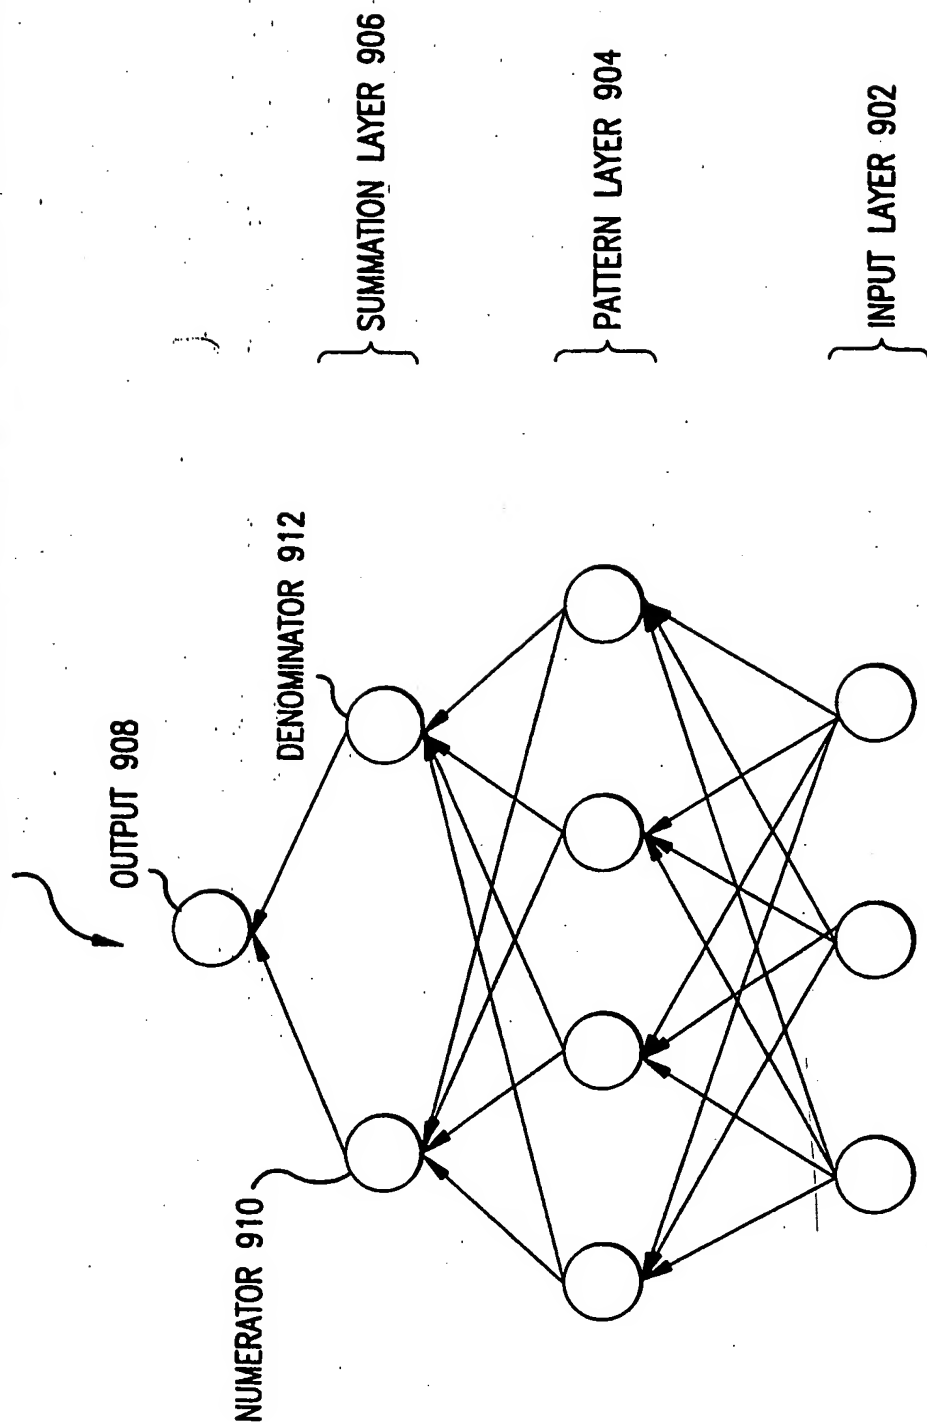 OUTPUT 908
NUMERATOR 910
DENOMINATOR 912
SUMMATION LAYER 906
PATTERN LAYER 904
INPUT LAYER 902